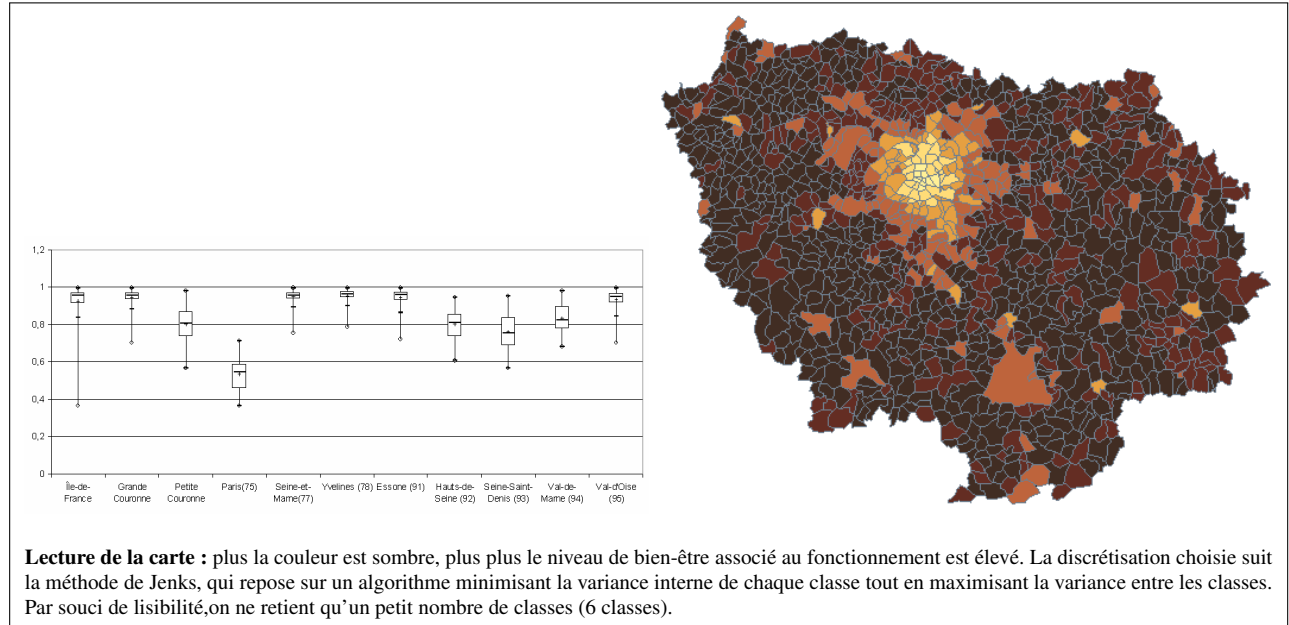 1,2
1
0,8
0,6
0,4
0,2
0
Île-de-France
Grande Couronne
Petite Couronne
Paris(75)
Seine-et-Marne(77)
Yvelines (78)
Essone (91)
Hauts-de-Seine (92)
Seine-Saint-Denis (93)
Val-de-Marne (94)
Val-d'Oise (95)
Lecture de la carte : plus la couleur est sombre, plus plus le niveau de bien-être associé au fonctionnement est élevé. La discrétisation choisie suit
la méthode de Jenks, qui repose sur un algorithme minimisant la variance interne de chaque classe tout en maximisant la variance entre les classes.
Par souci de lisibilité,on ne retient qu'un petit nombre de classes (6 classes).